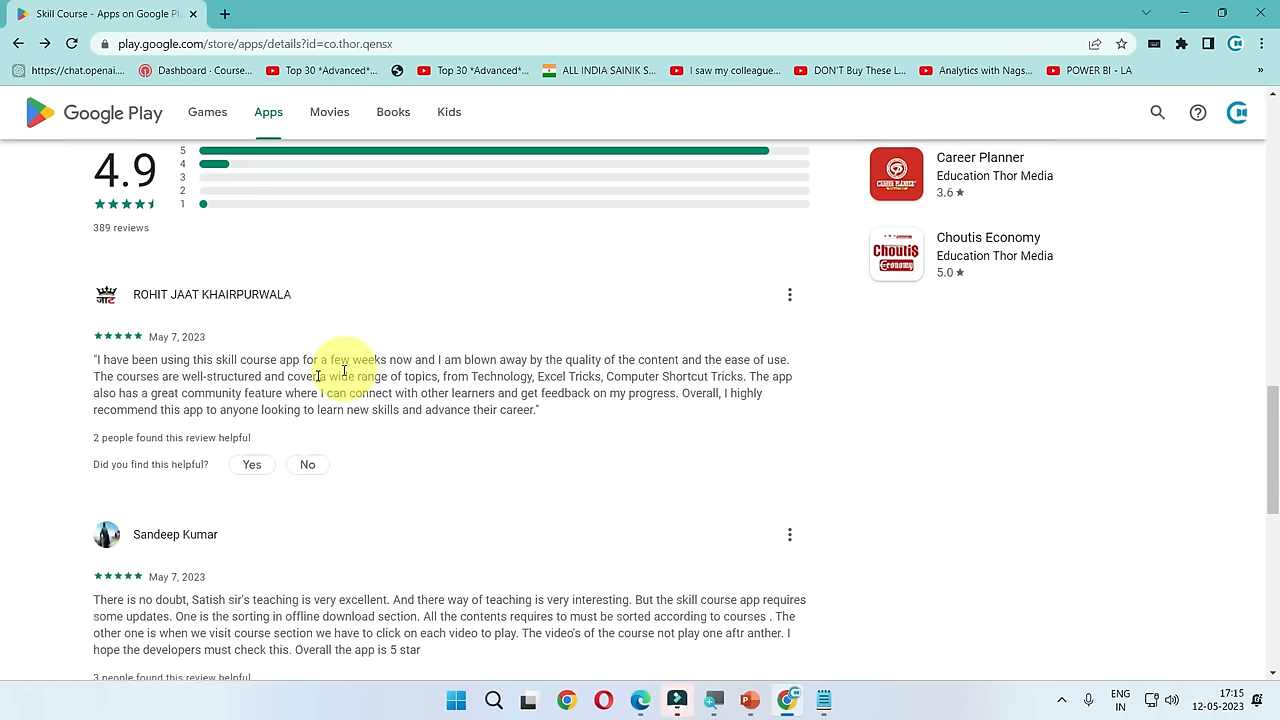 Skill Course - Apps on Google Pl
play.google.com/store/apps/details?id=co.thor.qensx
https://chat.openai....
Dashboard - Course...
Top 30 *Advanced*...
Top 30 *Advanced*...
ALL INDIA SAINIK S...
I saw my colleague...
DON'T Buy These L...
Analytics with Nags...
POWER BI - LA
»
Google Play
Games
Apps
Movies
Books
Kids
4.9
5
4
3
2
1
389 reviews
Career Planner
Education Thor Media
3.6 ★
CAREER PLANNER
Choutis Economy
Education Thor Media
5.0 ★
Choutis
Economy
जाट
ROHIT JAAT KHAIRPURWALA
May 7, 2023
"I have been using this skill course app for a few weeks now and I am blown away by the quality of the content and the ease of use.
The courses are well-structured and cover a wide range of topics, from Technology, Excel Tricks, Computer Shortcut Tricks. The app
also has a great community feature where I can connect with other learners and get feedback on my progress. Overall, I highly
recommend this app to anyone looking to learn new skills and advance their career."
2 people found this review helpful
Did you find this helpful?
Yes
No
Sandeep Kumar
May 7, 2023
There is no doubt, Satish sir's teaching is very excellent. And there way of teaching is very interesting. But the skill course app requires
some updates. One is the sorting in offline download section. All the contents requires to must be sorted according to courses . The
other one is when we visit course section we have to click on each video to play. The video's of the course not play one aftr anther. I
hope the developers must check this. Overall the app is 5 star
3 people found this review helpful
ENG
IN
17:15
12-05-2023